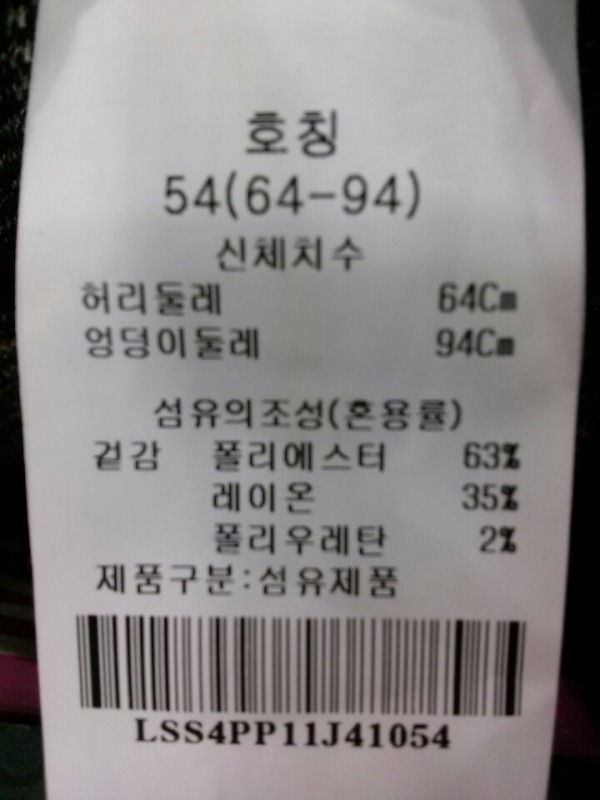 호칭
54(64-94)
신체치수
허리둘레 64Cm
엉덩이둘레 94Cm
섬유의조성(혼용률)
겉감 폴리에스터 63%
레이온 35%
폴리우레탄 2%
제품구분:섬유제품
LSS4PP11J41054